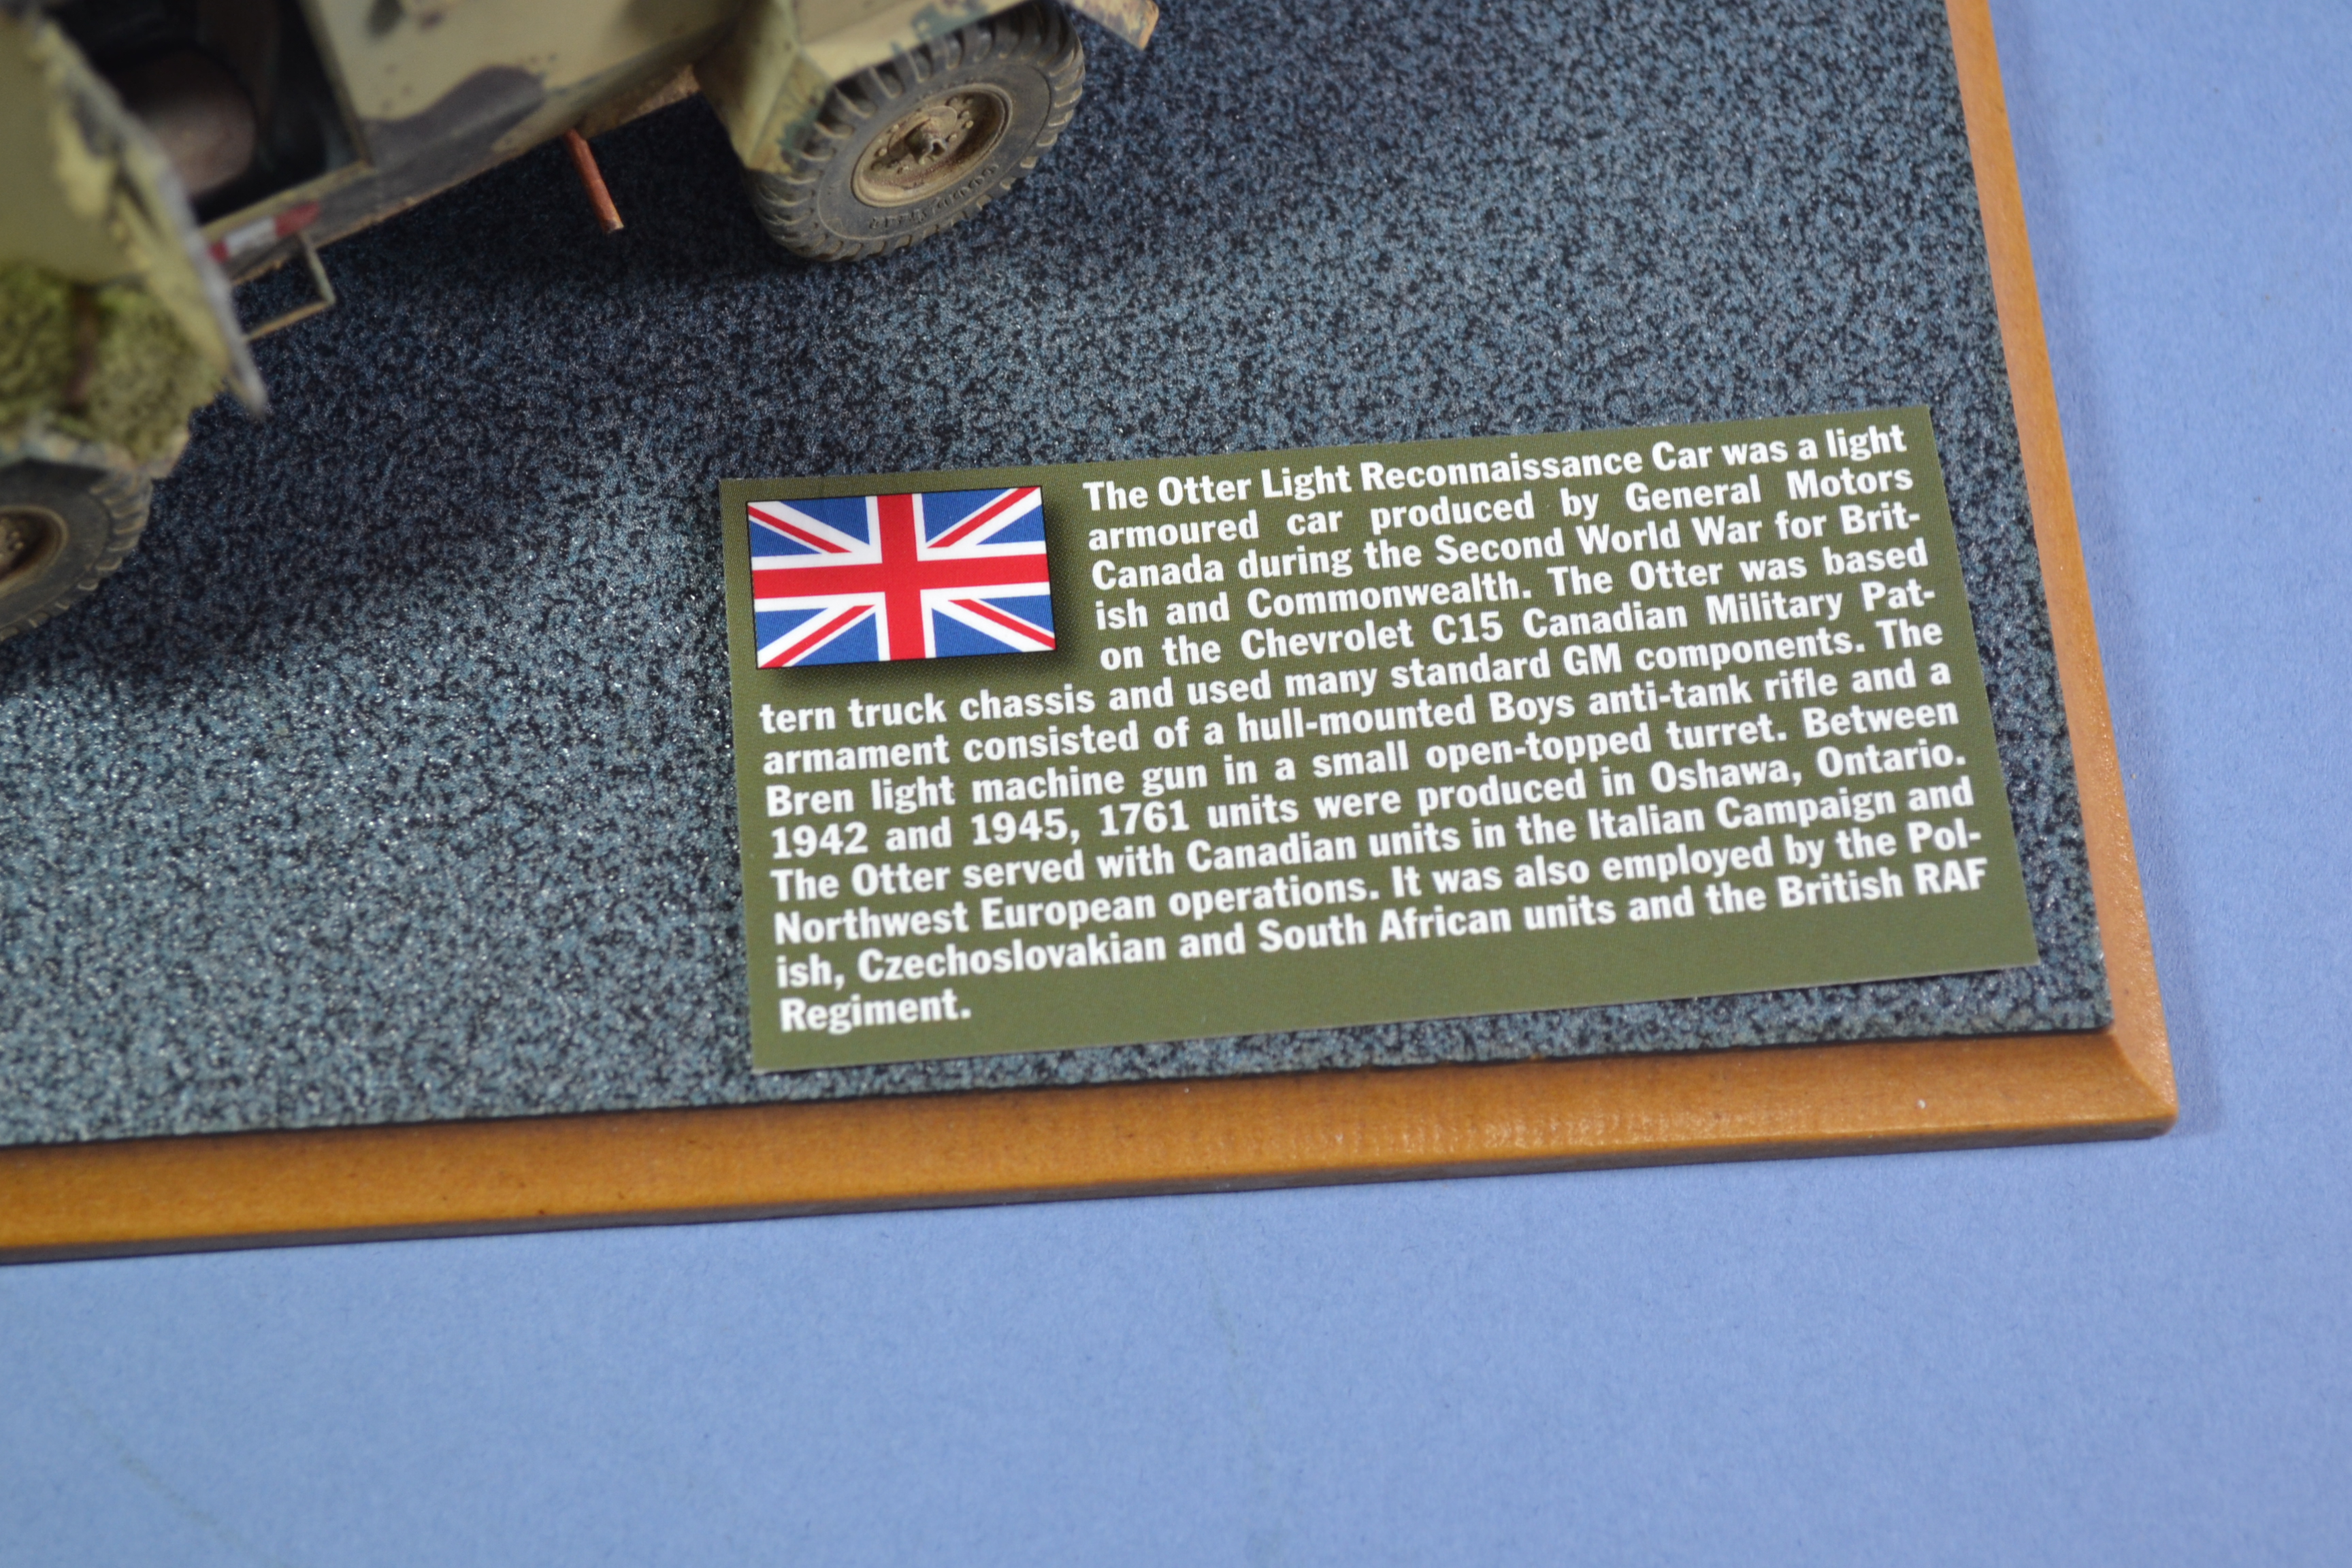 The Otter Light Reconnaissance Car was a light
armoured car produced by General Motors
Canada during the Second World War for Brit-
ish and Commonwealth. The Otter was based
on the Chevrolet C15 Canadian Military Pat-
tern truck chassis and used many standard GM components. The
armament consisted of a hull-mounted Boys anti-tank rifle and a
Bren light machine gun in a small open-topped turret. Between
1942 and 1945, 1761 units were produced in Oshawa, Ontario.
The Otter served with Canadian units in the Italian Campaign and
Northwest European operations. It was also employed by the Pol-
ish, Czechoslovakian and South African units and the British RAF
Regiment.